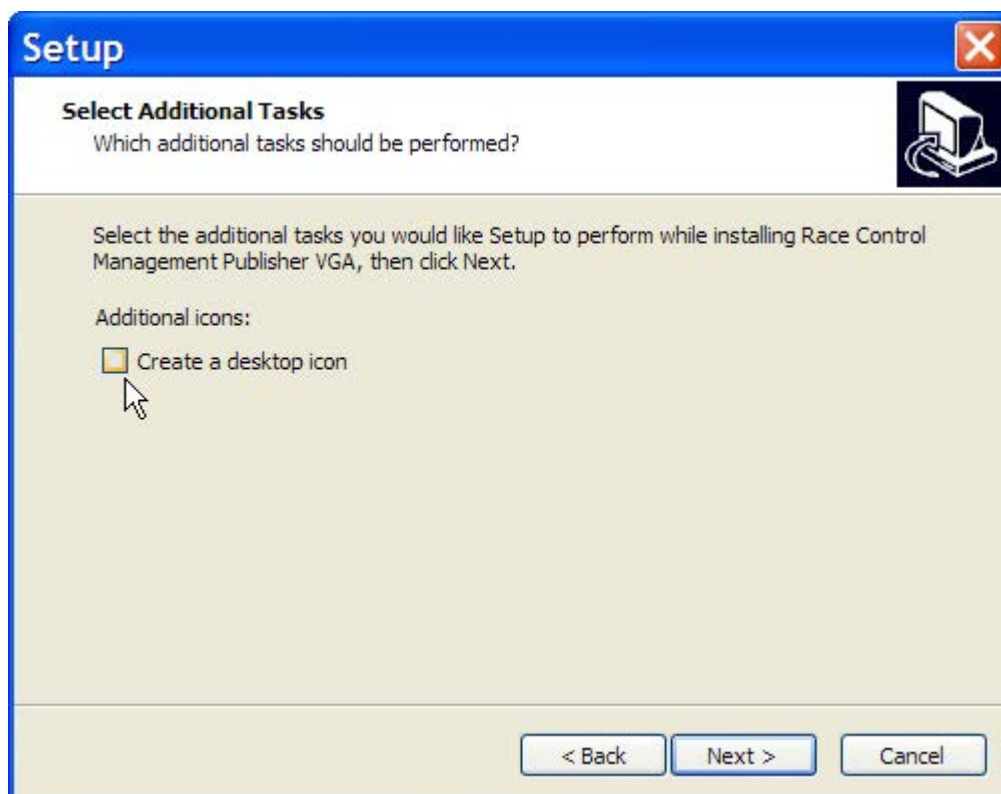 Setup
Select Additional Tasks
Which additional tasks should be performed?
Select the additional tasks you would like Setup to perform while installing Race Control
Management Publisher VGA, then click Next.
Additional icons:
Create a desktop icon
< Back Next > Cancel